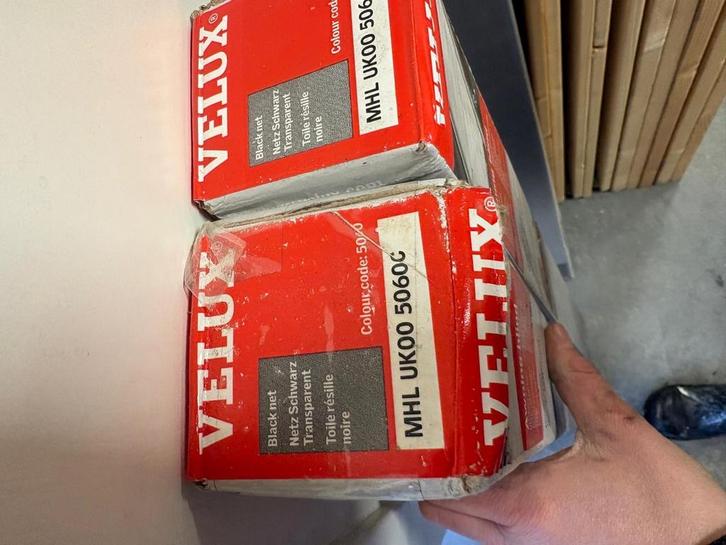 VELUX®
Black net
Netz Schwarz
Transparent
Toile résille
noire
Colour cod
MHL UK00 506
VELUX®
Black net
Netz Schwarz
Transparent
Toile résille
noire
Colour code: 5060
MHL UK00 5060C
VELUX®